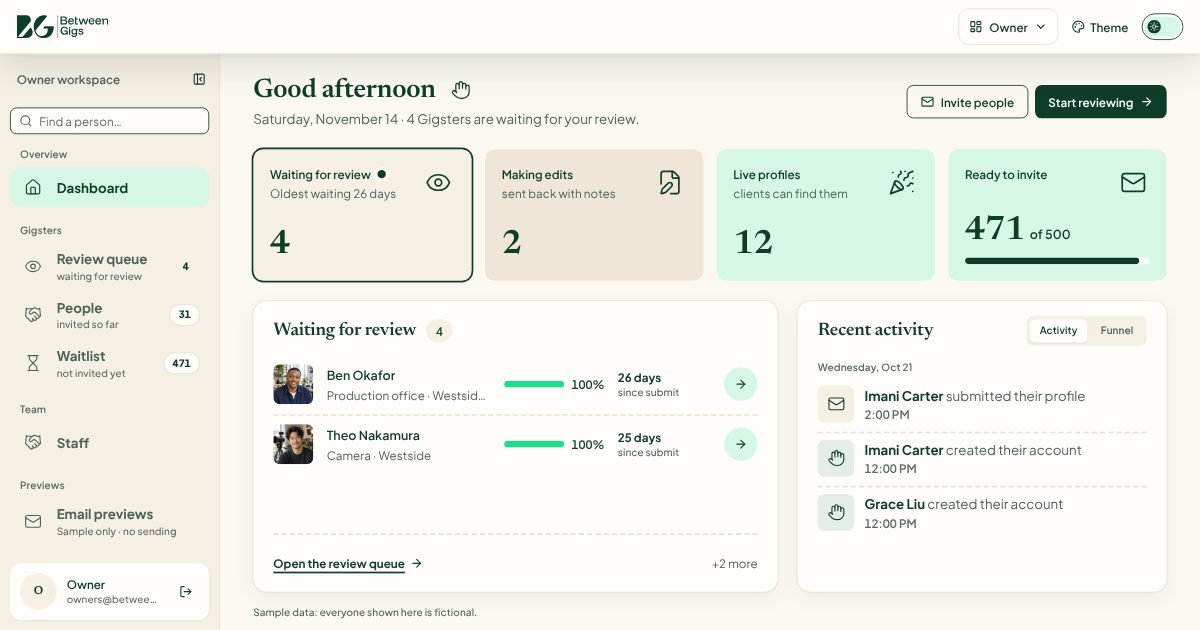 BG Between
Gigs
Owner
Theme
Owner workspace
Find a person...
Overview
Dashboard
Gigsters
Review queue
waiting for review
4
People
invited so far
31
Waitlist
not invited yet
471
Team
Staff
Previews
Email previews
Sample only · no sending
O
Owner
owners@betwee...
Good afternoon
Saturday, November 14 · 4 Gigsters are waiting for your review.
Invite people
Start reviewing
Waiting for review
Oldest waiting 26 days
4
Making edits
sent back with notes
2
Live profiles
clients can find them
12
Ready to invite
471 of 500
Waiting for review 4
Ben Okafor
Production office · Westsid...
100%
26 days
since submit
Theo Nakamura
Camera · Westside
100%
25 days
since submit
Open the review queue
+2 more
Recent activity
Activity
Funnel
Wednesday, Oct 21
Imani Carter submitted their profile
2:00 PM
Imani Carter created their account
12:00 PM
Grace Liu created their account
12:00 PM
Sample data: everyone shown here is fictional.